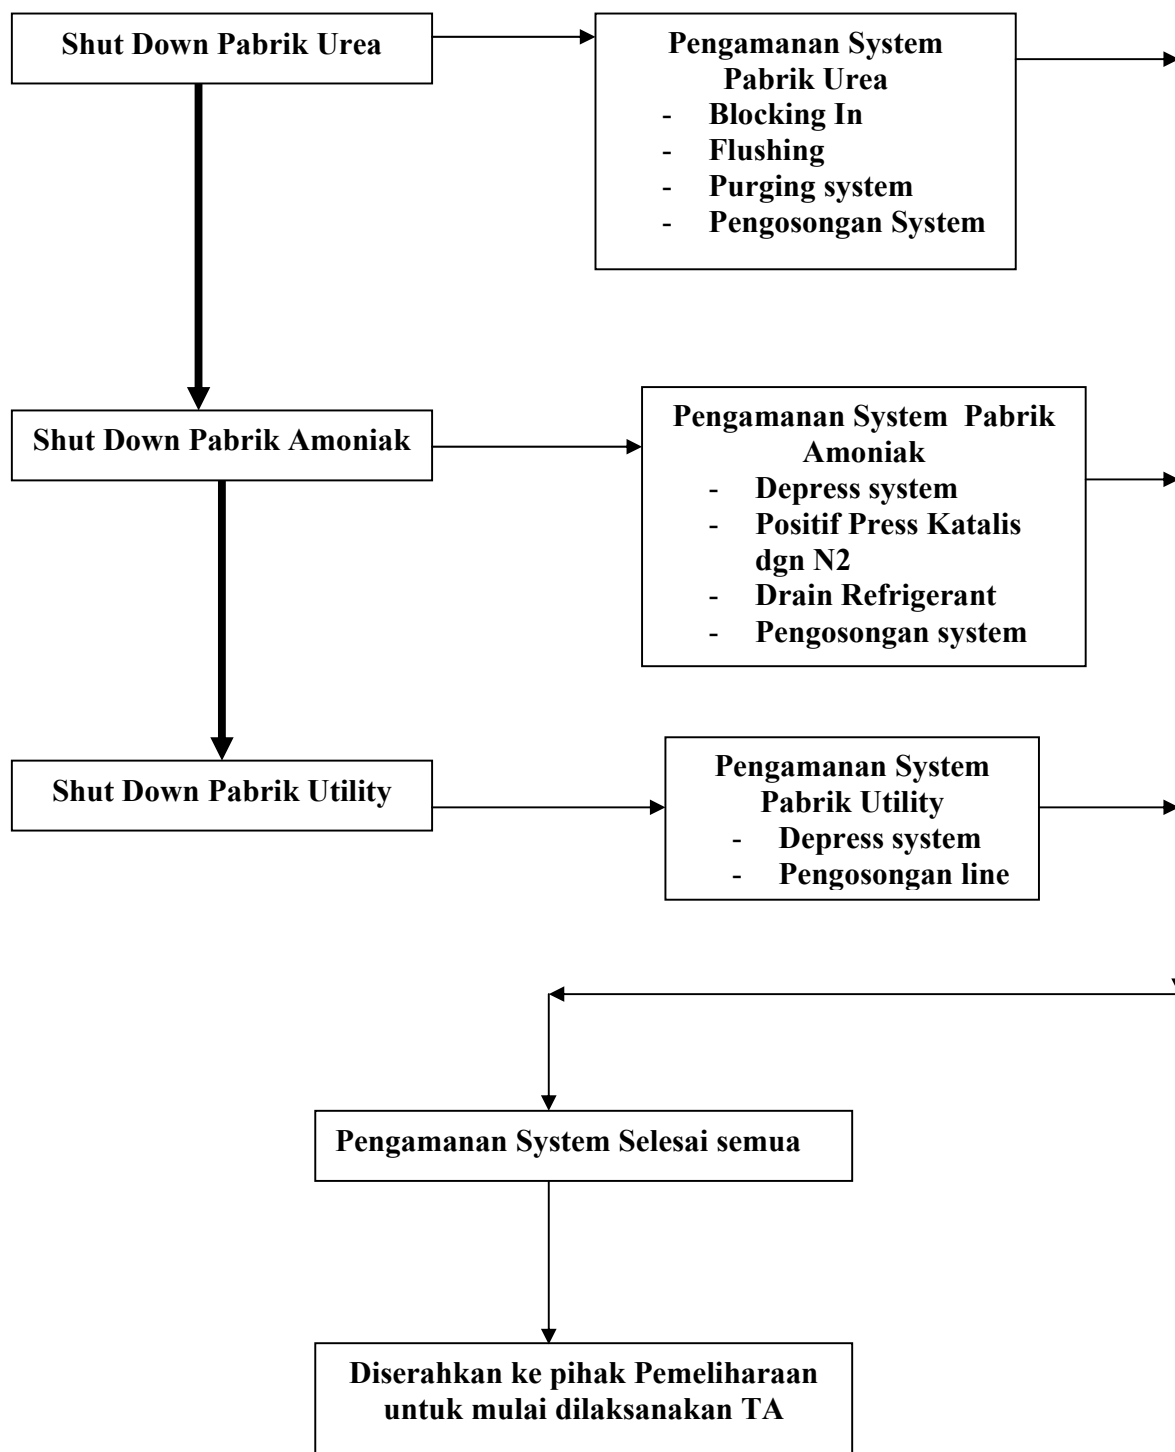 Shut Down Pabrik Urea
Pengamanan System
Pabrik Urea
- Blocking In
- Flushing
- Purging system
- Pengosongan System
Shut Down Pabrik Amoniak
Pengamanan System Pabrik
Amoniak
- Depress system
- Positif Press Katalis
dgn N2
- Drain Refrigerant
- Pengosongan system
Shut Down Pabrik Utility
Pengamanan System
Pabrik Utility
- Depress system
- Pengosongan line
Pengamanan System Selesai semua
Diserahkan ke pihak Pemeliharaan
untuk mulai dilaksanakan TA